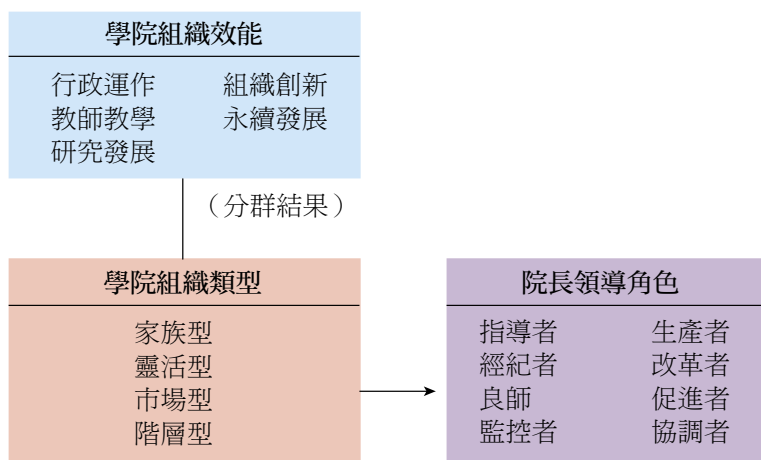 學院組織效能
行政運作 組織創新
教師教學 永續發展
研究發展
（分群結果）
學院組織類型
家族型
靈活型
市場型
階層型
院長領導角色
指導者 生產者
經紀者 改革者
良師 促進者
監控者 協調者